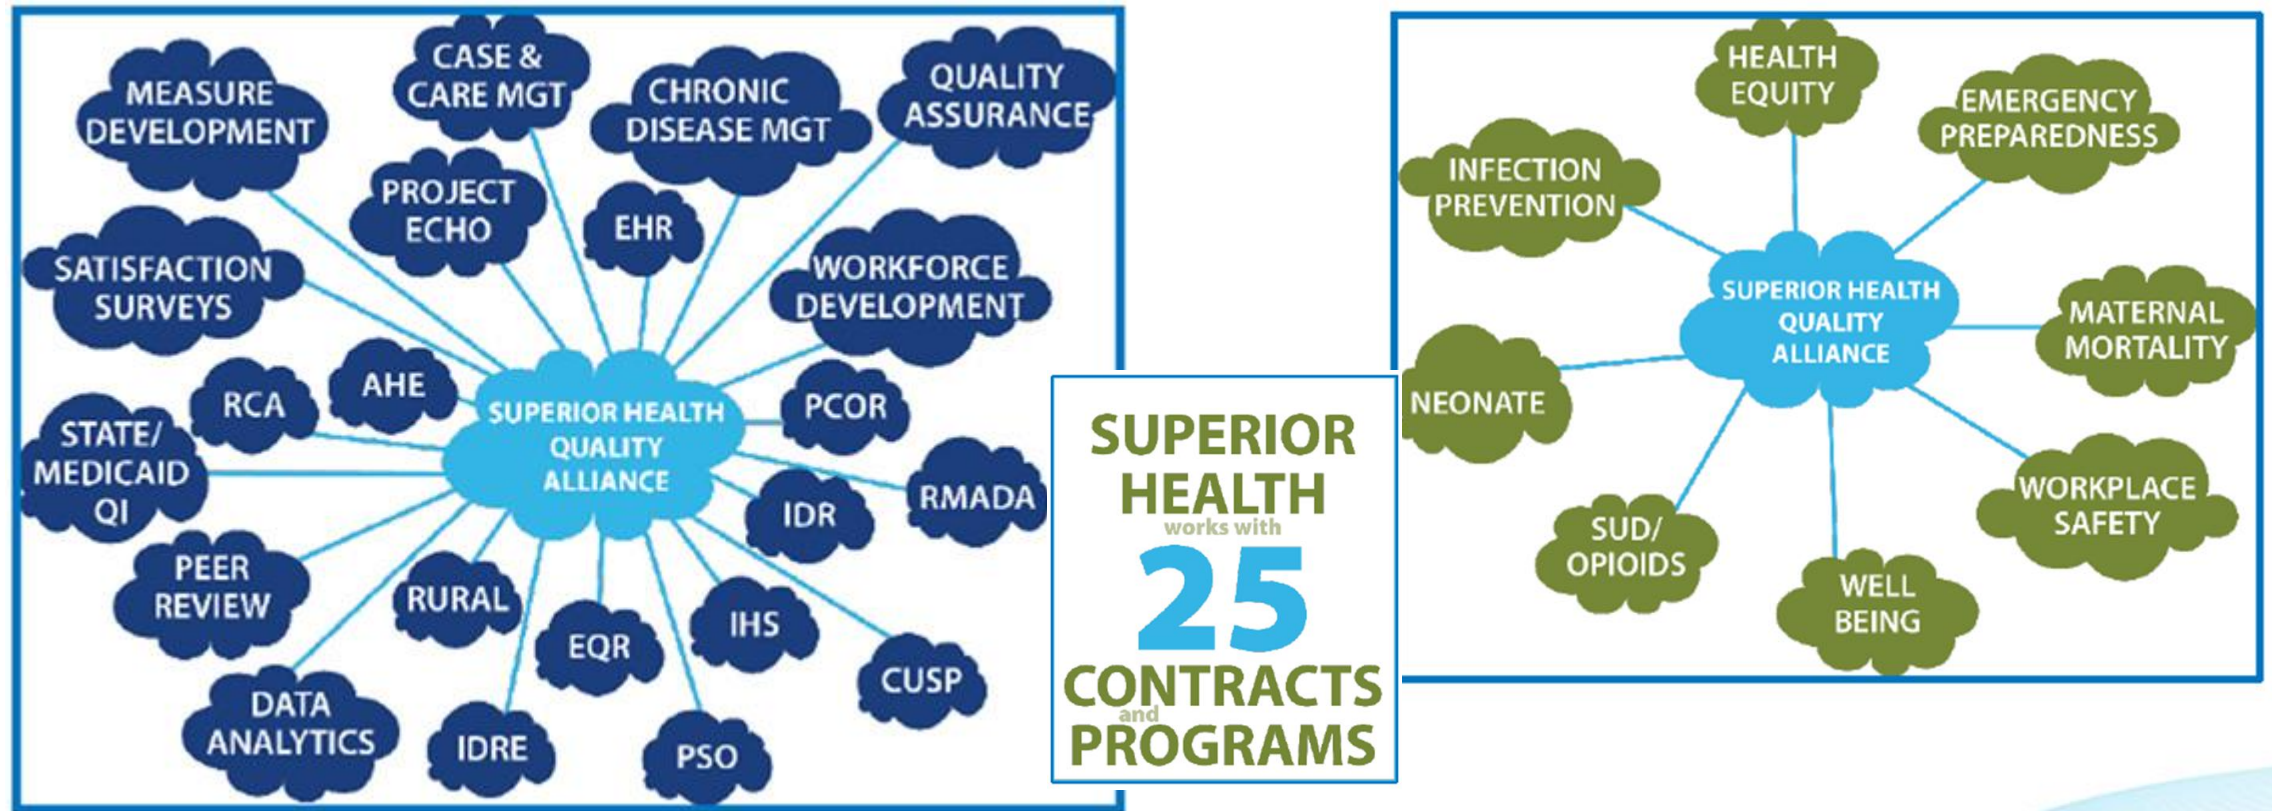 MEASURE
DEVELOPMENT
CASE &
CARE MGT
CHRONIC
DISEASE MGT
QUALITY
ASSURANCE
PROJECT
ECHO
EHR
SATISFACTION
SURVEYS
WORKFORCE
DEVELOPMENT
RCA
AHE
SUPERIOR HEALTH
QUALITY
ALLIANCE
PCOR
STATE/
MEDICAID
QI
IDR
RMADA
PEER
REVIEW
RURAL
EQR
IHS
CUSP
DATA
ANALYTICS
IDRE
PSO
SUPERIOR
HEALTH
works with
25
CONTRACTS
and
PROGRAMS
HEALTH
EQUITY
EMERGENCY
PREPAREDNESS
INFECTION
PREVENTION
SUPERIOR HEALTH
QUALITY
ALLIANCE
MATERNAL
MORTALITY
NEONATE
WORKPLACE
SAFETY
SUD/
OPIOIDS
WELL
BEING